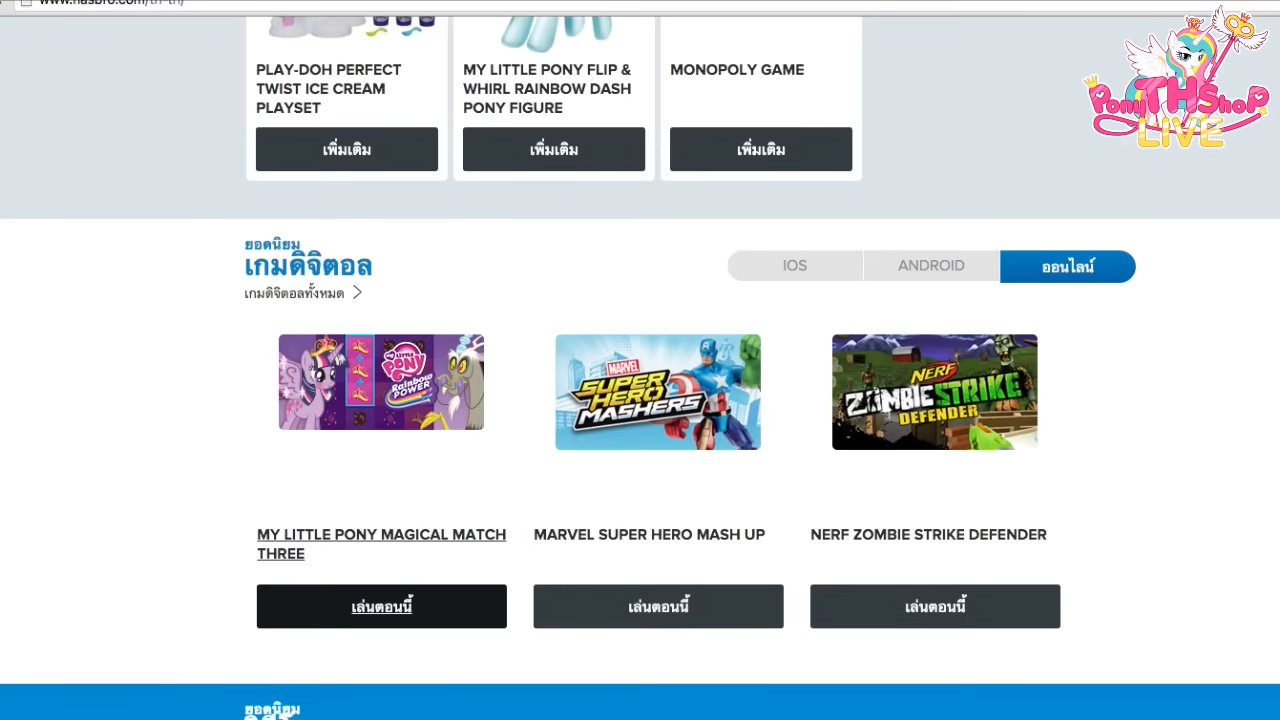 www.hasbro.com/th-th/
PonyTHShop
LIVE
PLAY-DOH PERFECT
TWIST ICE CREAM
PLAYSET
MY LITTLE PONY FLIP &
WHIRL RAINBOW DASH
PONY FIGURE
MONOPOLY GAME
เพิ่มเติม
เพิ่มเติม
เพิ่มเติม
ยอดนิยม
เกมดิจิตอล
เกมดิจิตอลทั้งหมด
IOS
ANDROID
ออนไลน์
MY LITTLE
PONY
Rainbow
POWER
MARVEL
SUPER
HERO
MASHERS
NERF
ZOMBIE STRIKE
DEFENDER
MY LITTLE PONY MAGICAL MATCH
THREE
MARVEL SUPER HERO MASH UP
NERF ZOMBIE STRIKE DEFENDER
เล่นตอนนี้
เล่นตอนนี้
เล่นตอนนี้
ยอดนิยม